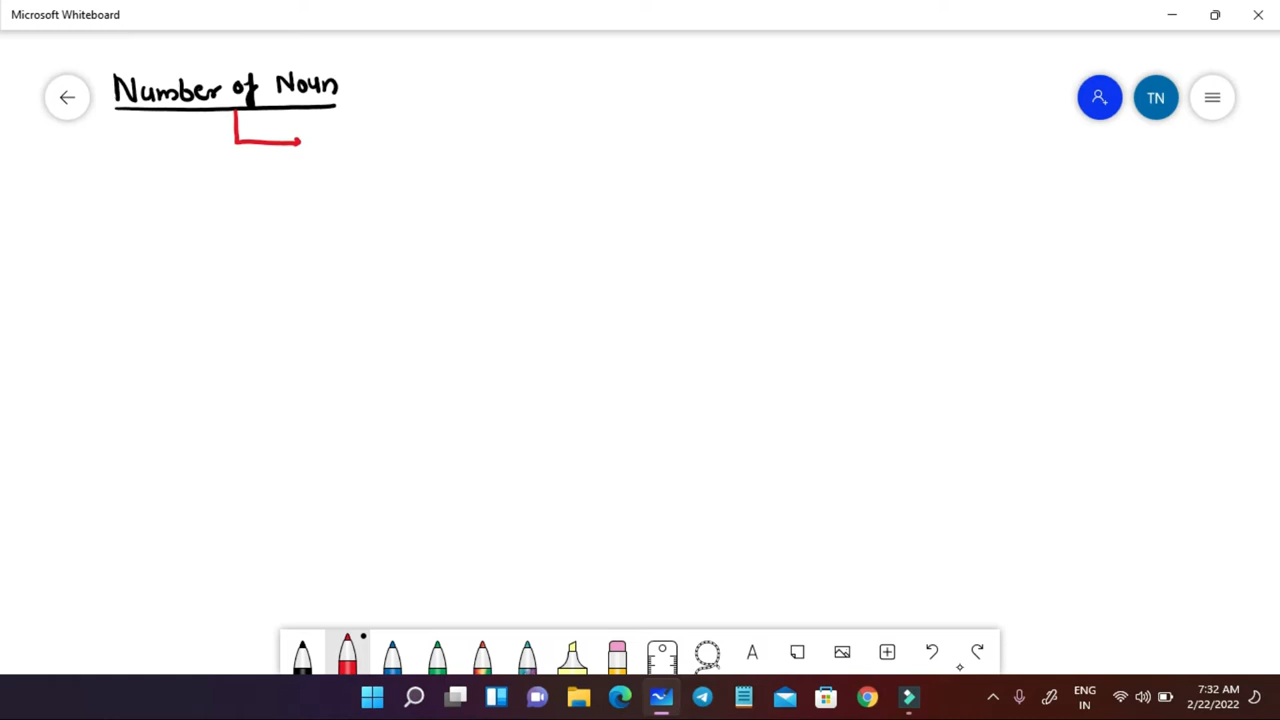 Microsoft Whiteboard
Number of Noun
TN
A
ENG
IN
7:32 AM
2/22/2022